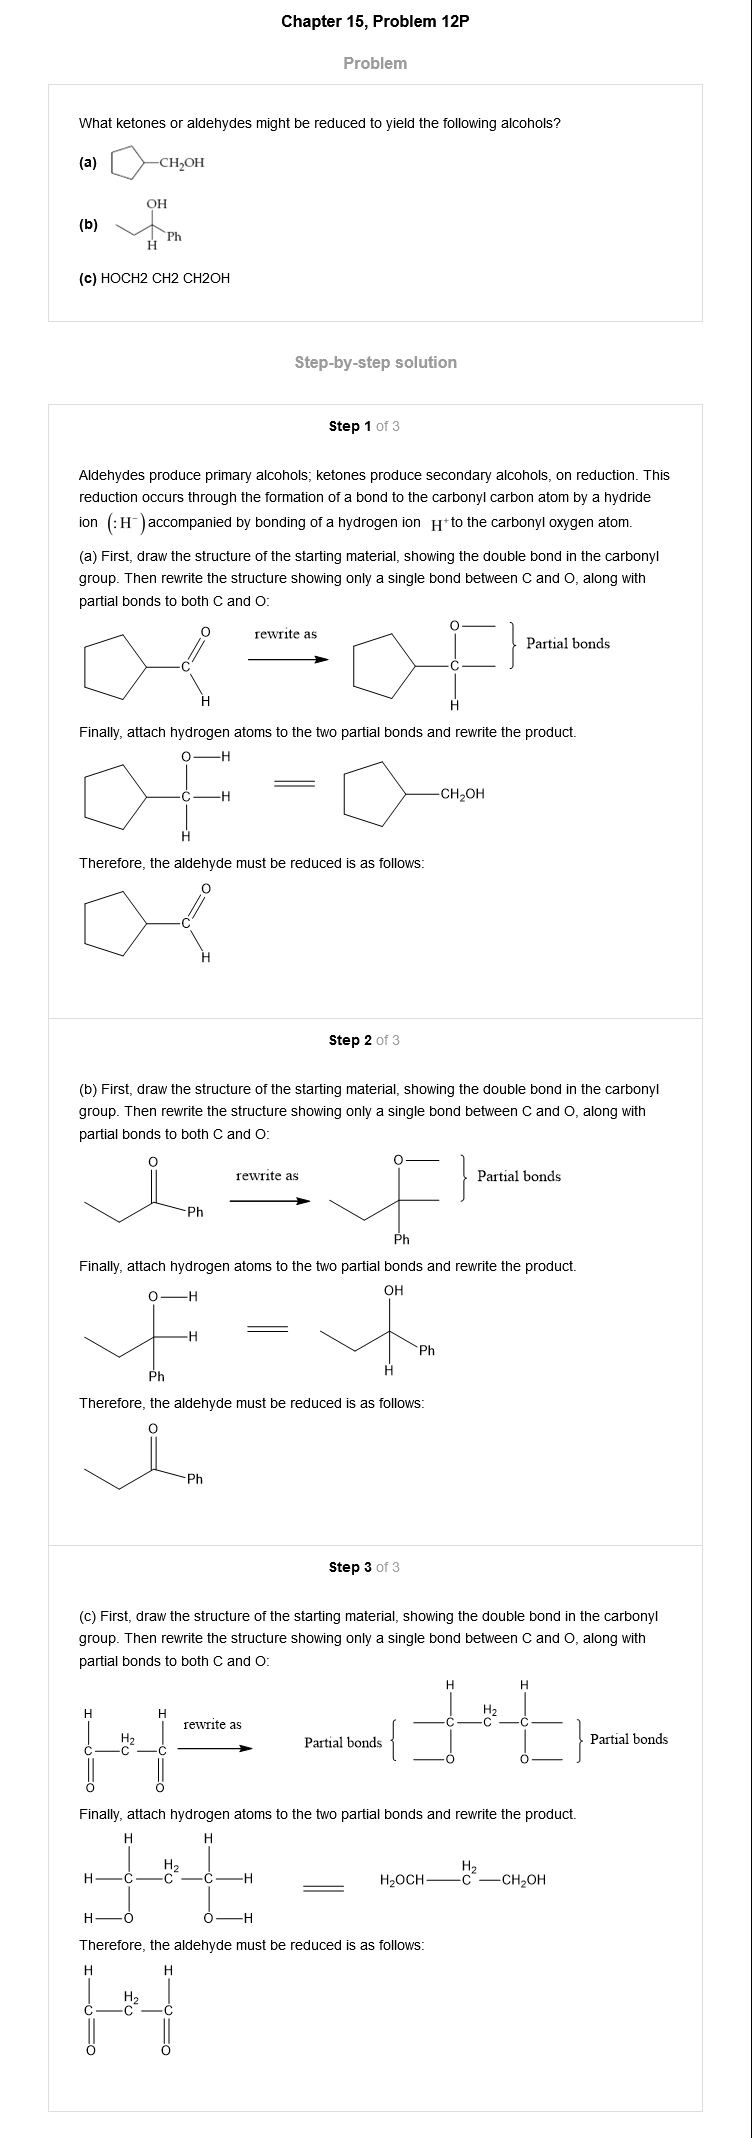 Chapter 15, Problem 12P
Problem
What ketones or aldehydes might be reduced to yield the following alcohols?
(a) CH₂OH
(b) OH
Ph
H
(c) HOCH2 CH2 CH2OH
Step-by-step solution
Step 1 of 3
Aldehydes produce primary alcohols; ketones produce secondary alcohols, on reduction. This
reduction occurs through the formation of a bond to the carbonyl carbon atom by a hydride
ion (:H⁻) accompanied by bonding of a hydrogen ion H⁺ to the carbonyl oxygen atom.
(a) First, draw the structure of the starting material, showing the double bond in the carbonyl
group. Then rewrite the structure showing only a single bond between C and O, along with
partial bonds to both C and O:
O O
rewrite as Partial bonds
C C
H H
Finally, attach hydrogen atoms to the two partial bonds and rewrite the product.
O H
C H CH₂OH
H
Therefore, the aldehyde must be reduced is as follows:
O
C
H
Step 2 of 3
(b) First, draw the structure of the starting material, showing the double bond in the carbonyl
group. Then rewrite the structure showing only a single bond between C and O, along with
partial bonds to both C and O:
O O
rewrite as Partial bonds
Ph
Ph
Finally, attach hydrogen atoms to the two partial bonds and rewrite the product.
O H OH
H Ph
Ph H
Therefore, the aldehyde must be reduced is as follows:
O
Ph
Step 3 of 3
(c) First, draw the structure of the starting material, showing the double bond in the carbonyl
group. Then rewrite the structure showing only a single bond between C and O, along with
partial bonds to both C and O:
H H H H
H₂ rewrite as H₂
C C C Partial bonds C C C Partial bonds
O O O O
Finally, attach hydrogen atoms to the two partial bonds and rewrite the product.
H H
H₂ H₂
H C C C H H₂OCH C CH₂OH
H O O H
Therefore, the aldehyde must be reduced is as follows:
H H
H₂
C C C
O O